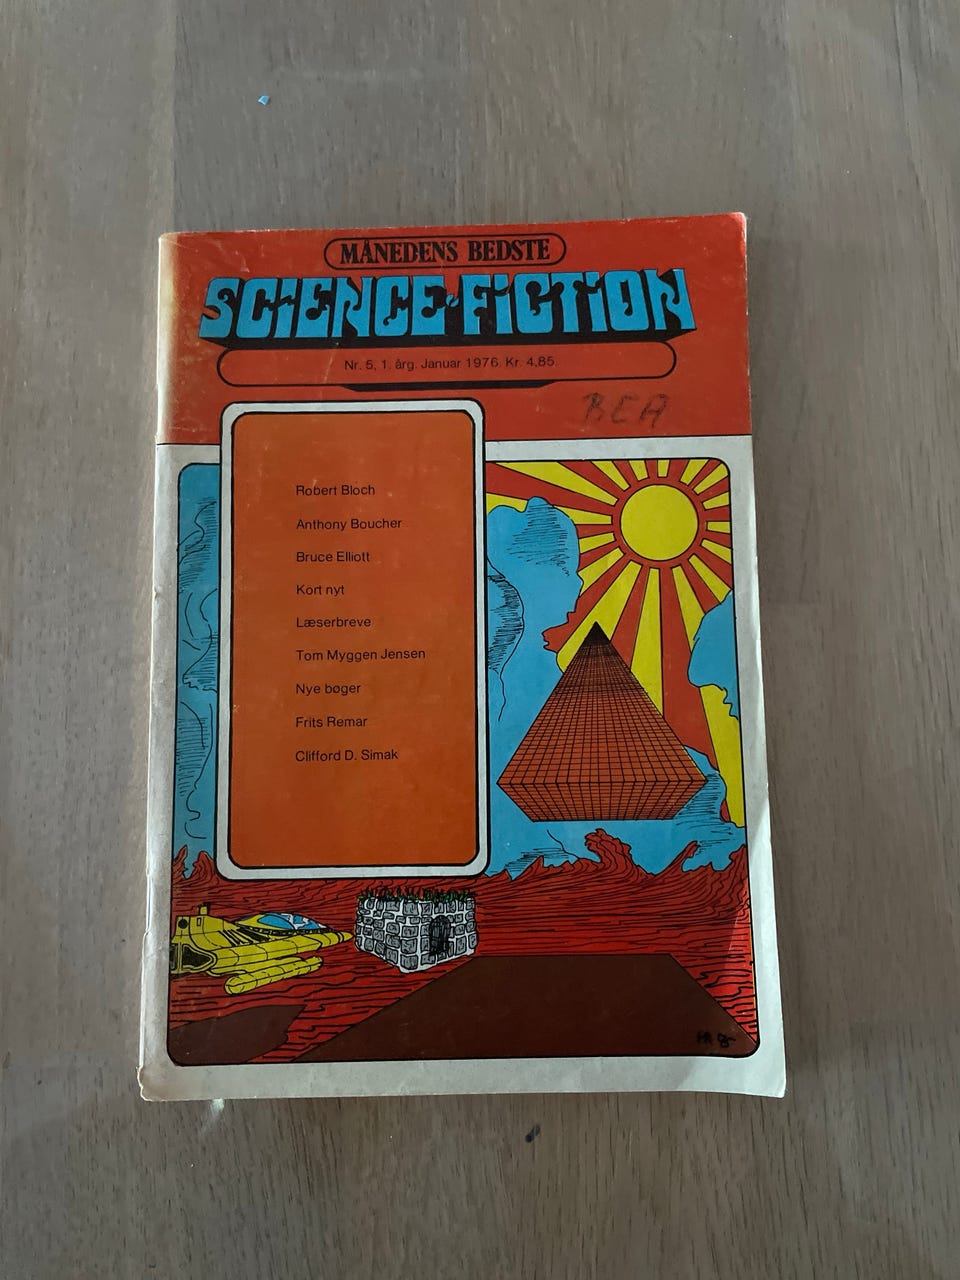 MÅNEDENS BEDSTE
SCIENCE-FICTION
Nr. 5, 1. årg. Januar 1976. Kr. 4,85.
BEA
Robert Bloch
Anthony Boucher
Bruce Elliott
Kort nyt
Læserbreve
Tom Myggen Jensen
Nye bøger
Frits Remar
Clifford D. Simak